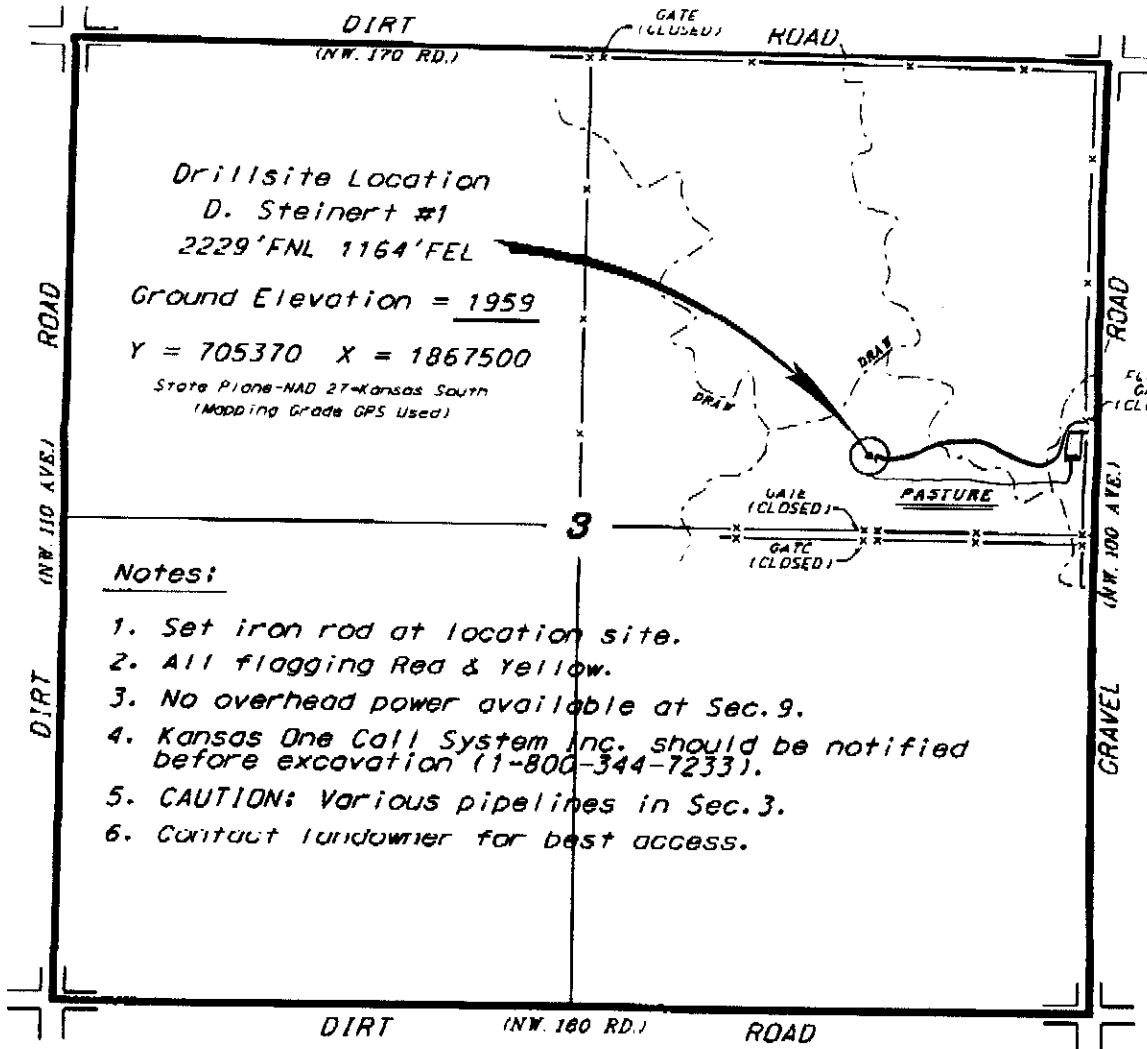 DIRT
GATE
(CLOSED)
ROAD
(NW. 170 RD.)
Drillsite Location
D. Steinert #1
2229'FNL 1164'FEL
Ground Elevation = 1959
Y = 705370 X = 1867500
State Plane-NAD 27-Kansas South
(Mapping Grade GPS Used)
ROAD
(NW. 110 AVE.)
DIRT
DRAW
DRAW
ROAD
(NW. 100 AVE.)
GRAVEL
PASTURE
GATE
(CLOSED)
GATE
(CLOSED)
3
Notes:
1. Set iron rod at location site.
2. All flagging Red & Yellow.
3. No overhead power available at Sec.9.
4. Kansas One Call System Inc. should be notified
before excavation (1-800-344-7233).
5. CAUTION: Various pipelines in Sec.3.
6. Contact landowner for best access.
DIRT
(NW. 180 RD.)
ROAD